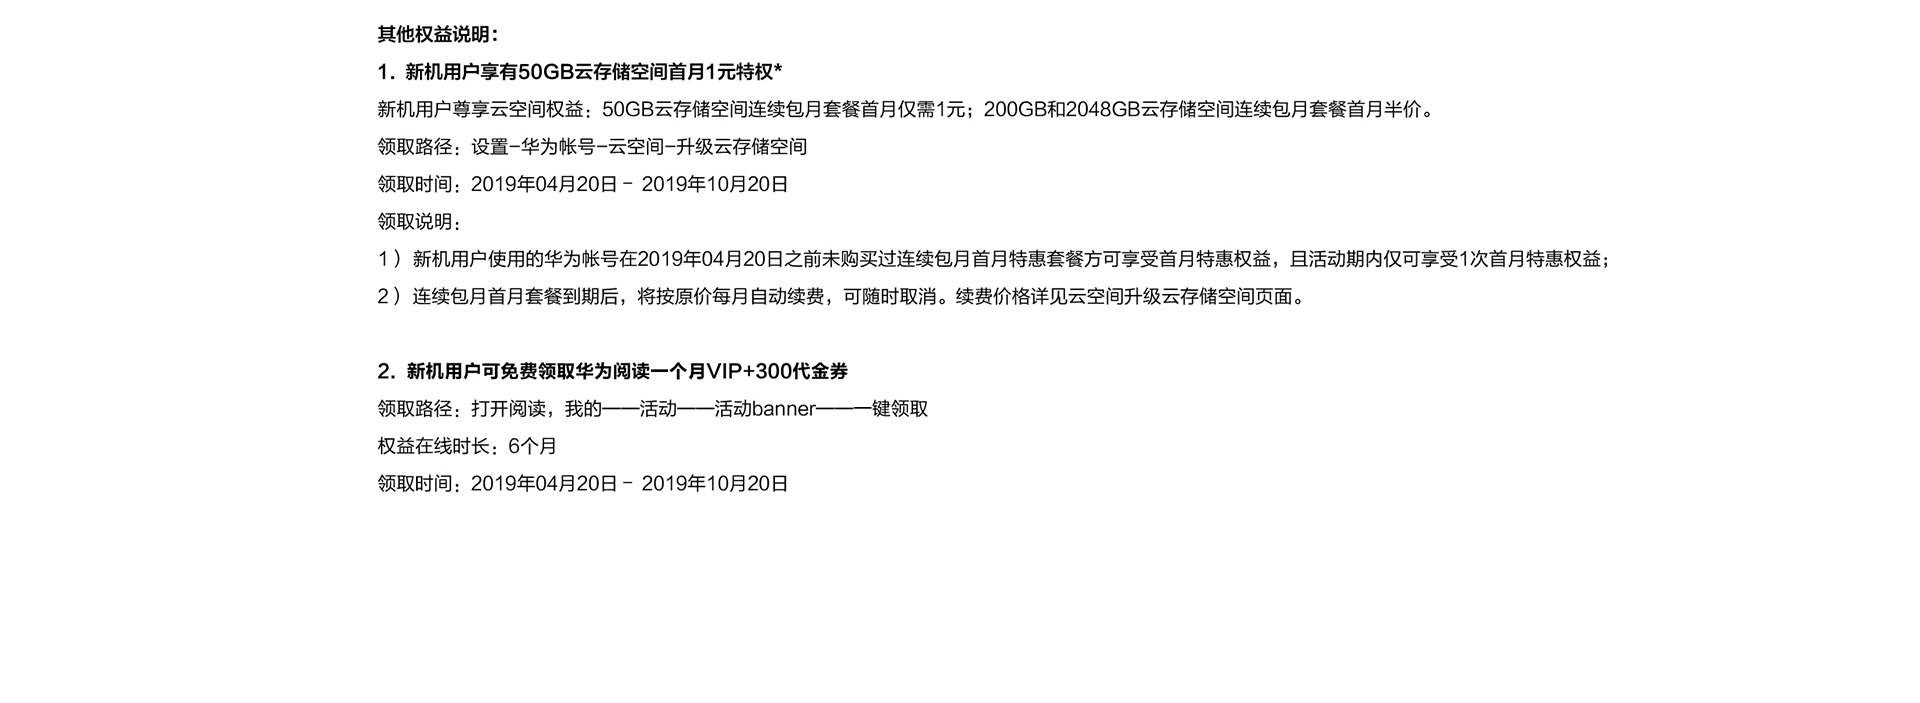 其他权益说明：
1. 新机用户享有50GB云存储空间首月1元特权*
新机用户尊享云空间权益：50GB云存储空间连续包月套餐首月仅需1元；200GB和2048GB云存储空间连续包月套餐首月半价。
领取路径：设置-华为帐号-云空间-升级云存储空间
领取时间：2019年04月20日 - 2019年10月20日
领取说明：
1）新机用户使用的华为帐号在2019年04月20日之前未购买过连续包月首月特惠套餐方可享受首月特惠权益，且活动期内仅可享受1次首月特惠权益；
2）连续包月首月套餐到期后，将按原价每月自动续费，可随时取消。续费价格详见云空间升级云存储空间页面。
2. 新机用户可免费领取华为阅读一个月VIP+300代金券
领取路径：打开阅读，我的——活动——活动banner——一键领取
权益在线时长：6个月
领取时间：2019年04月20日 - 2019年10月20日